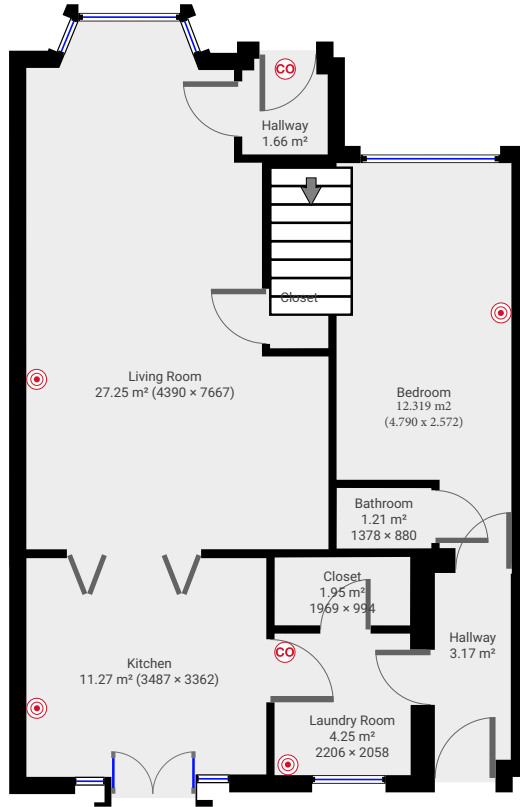 CO
Hallway
1.66 m²
Closet
Living Room
27.25 m² (4390 × 7667)
Bedroom
12.319 m2
(4.790 x 2.572)
Bathroom
1.21 m²
1378 × 880
Closet
1.95 m²
1969 × 994
Hallway
3.17 m²
CO
Kitchen
11.27 m² (3487 × 3362)
Laundry Room
4.25 m²
2206 × 2058